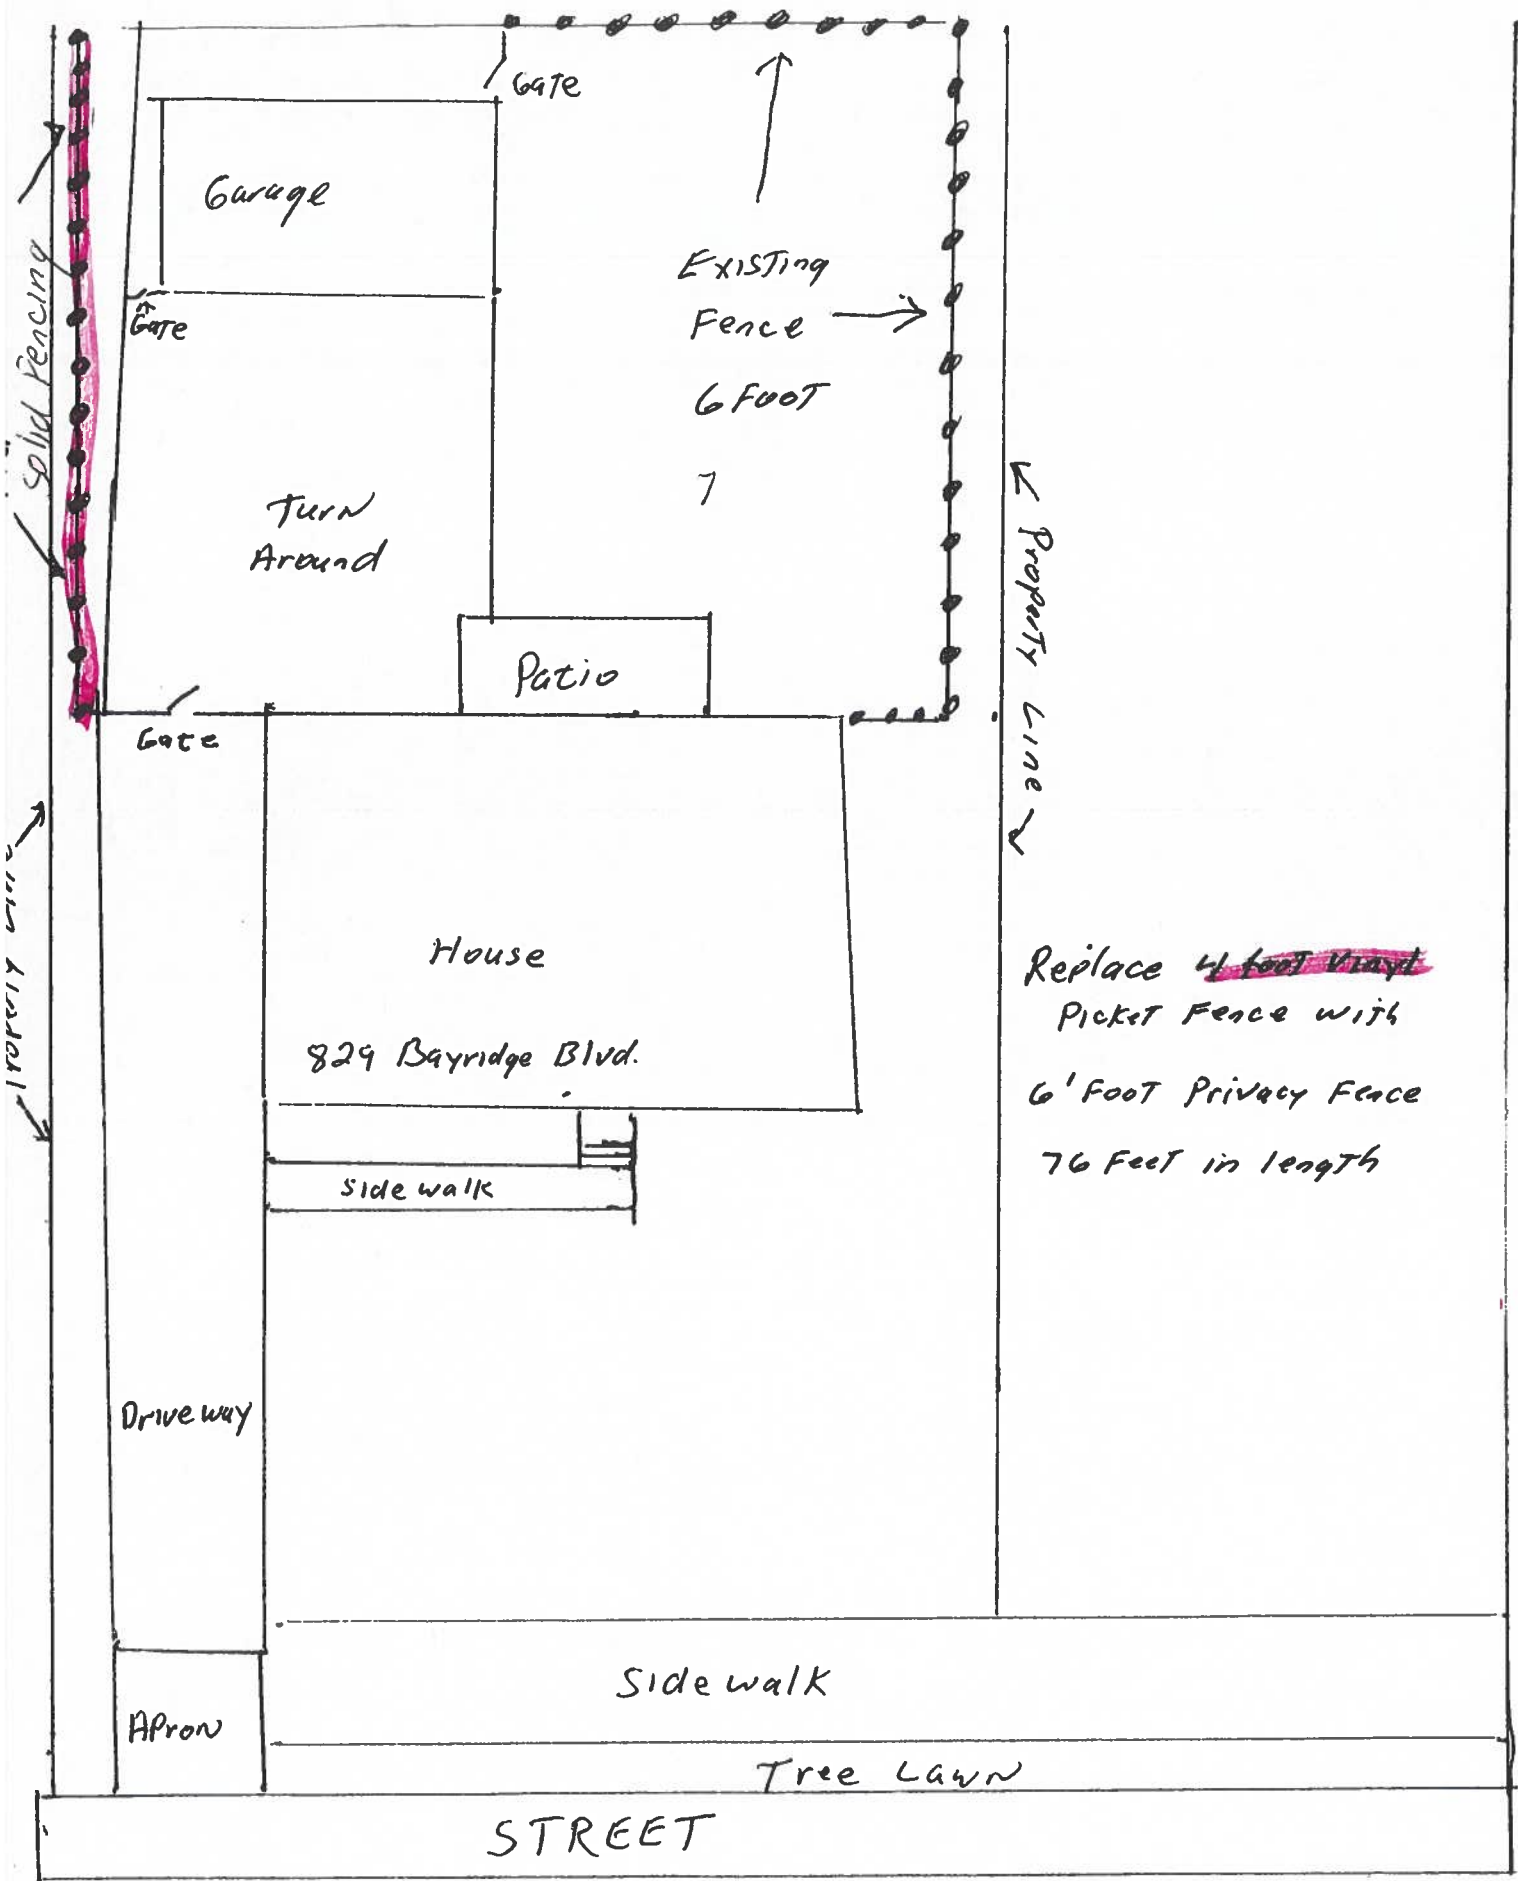 Gate
Garage
Existing
Fence
6 Foot
7
Gate
Solid Fencing
Turn
Around
Patio
Gate
← Property Line →
House
829 Bayridge Blvd.
Replace 4 foot Vinyl
Picket Fence with
6' Foot Privacy Fence
76 Feet in length
Side walk
Driveway
Side walk
APron
Tree Lawn
STREET